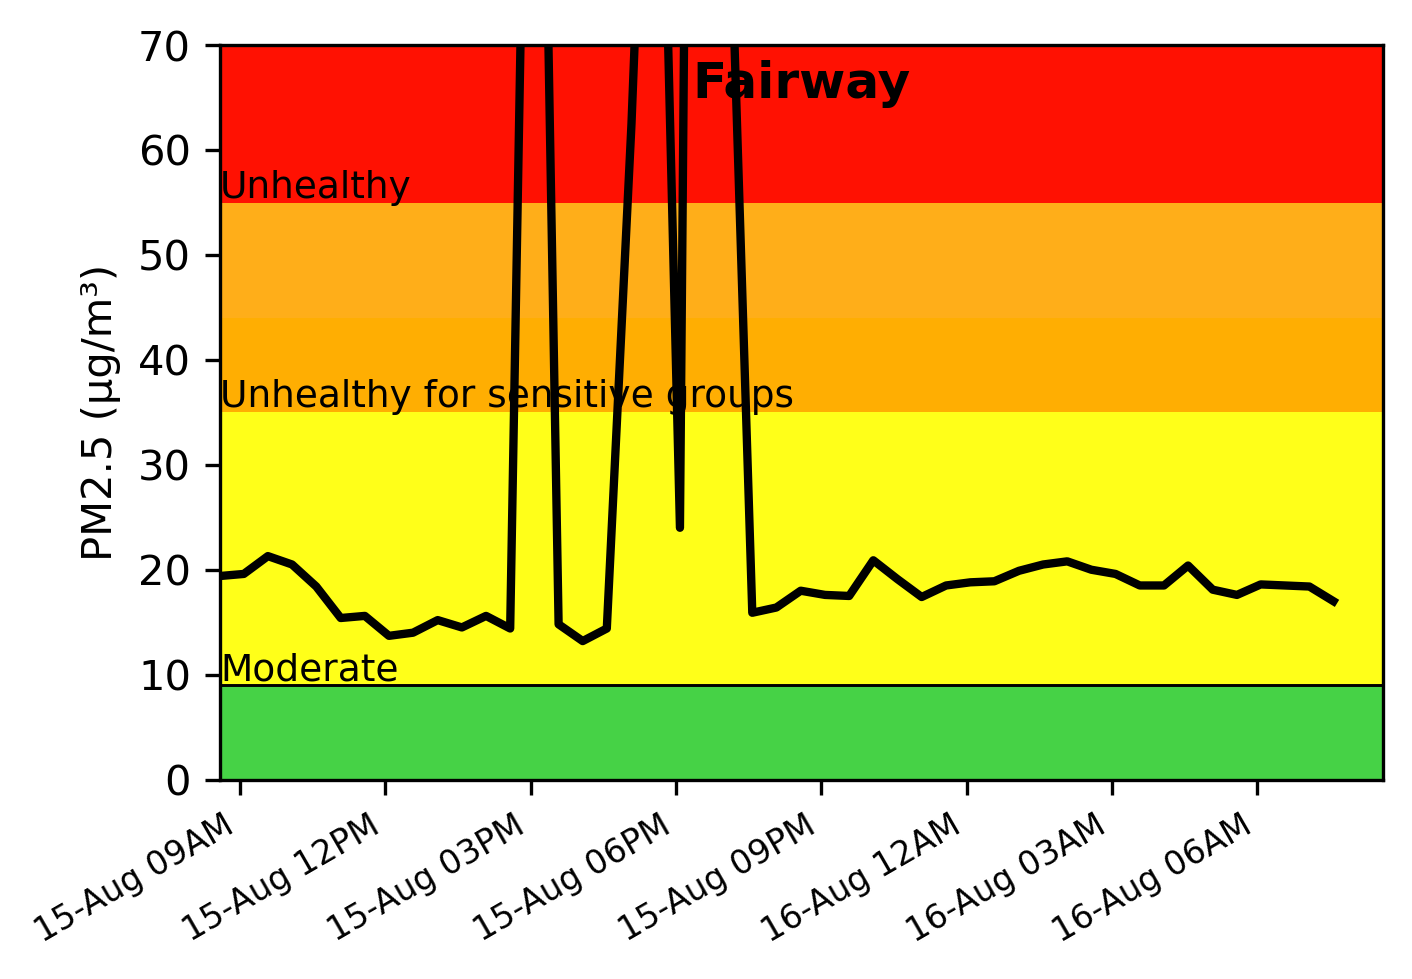 Fairway
PM2.5 (µg/m³)
70
60
50
40
30
20
10
0
Unhealthy
Unhealthy for sensitive groups
Moderate
15-Aug 09AM
15-Aug 12PM
15-Aug 03PM
15-Aug 06PM
15-Aug 09PM
16-Aug 12AM
16-Aug 03AM
16-Aug 06AM